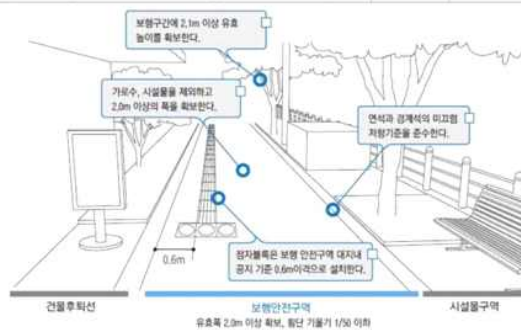 보행구간에 2.1m 이상 유효
높이를 확보한다.
가로수, 시설물을 제외하고
2.0m 이상의 폭을 확보한다.
연석과 경계석의 미끄럼
저항기준을 준수한다.
점자블록은 보행 안전구역 대지내
공지 기준 0.6m이격으로 설치한다.
0.6m
건물후퇴선
보행안전구역
시설물구역
유효폭 2.0m 이상 확보, 횡단 기울기 1/50 이하